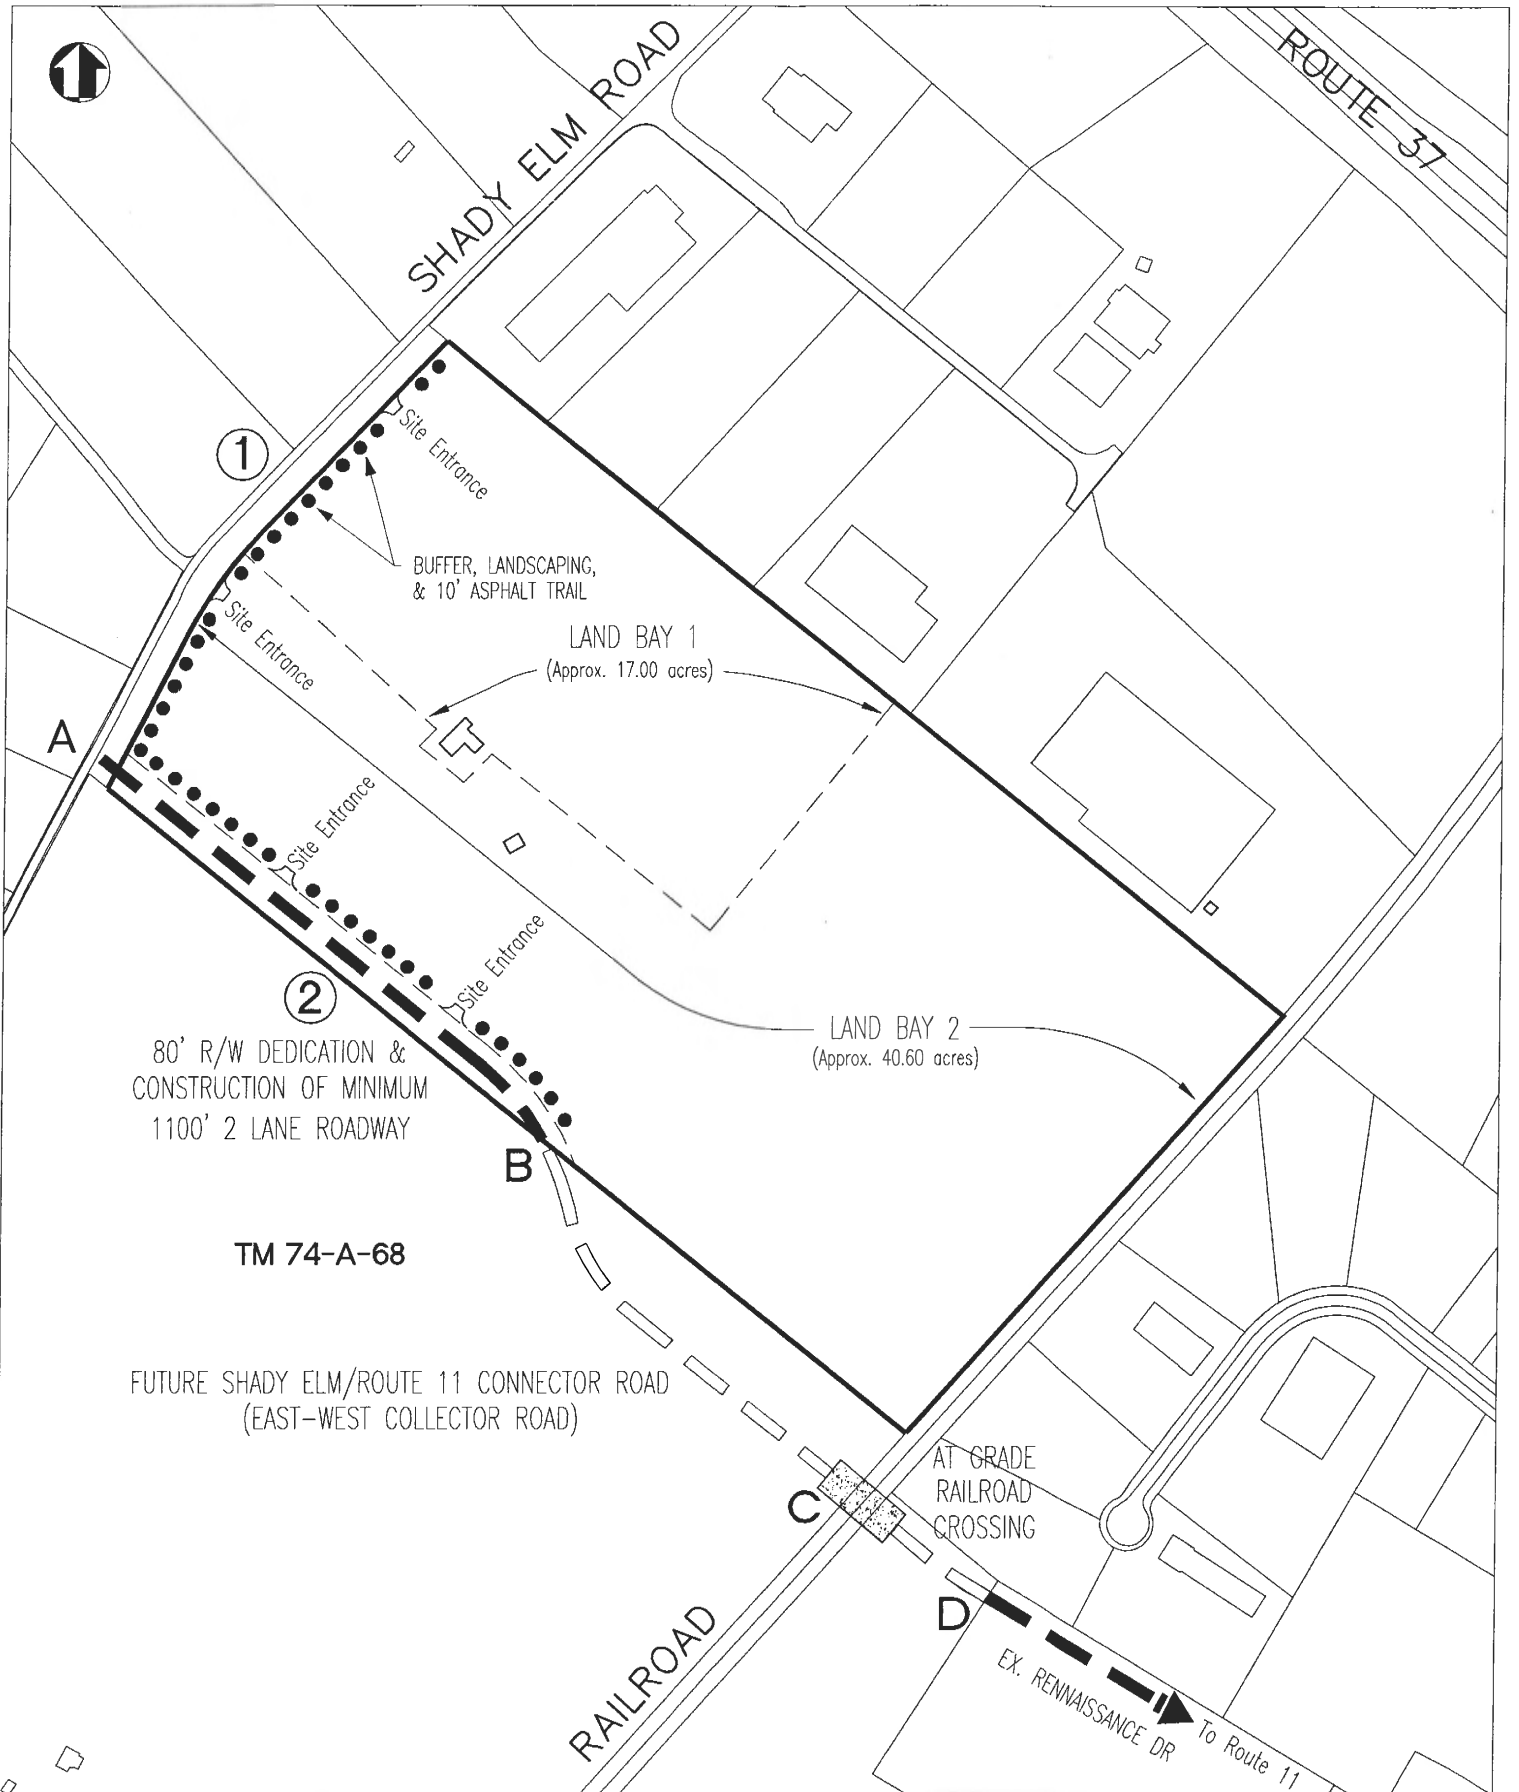 ROUTE 37
SHADY ELM ROAD
Site Entrance
1
BUFFER, LANDSCAPING,
& 10' ASPHALT TRAIL
Site Entrance
LAND BAY 1
(Approx. 17.00 acres)
A
Site Entrance
Site Entrance
2
80' R/W DEDICATION &
CONSTRUCTION OF MINIMUM
1100' 2 LANE ROADWAY
LAND BAY 2
(Approx. 40.60 acres)
B
TM 74-A-68
FUTURE SHADY ELM/ROUTE 11 CONNECTOR ROAD
(EAST-WEST COLLECTOR ROAD)
AT GRADE
RAILROAD
CROSSING
C
D
RAILROAD
EX. RENNAISSANCE DR
To Route 11